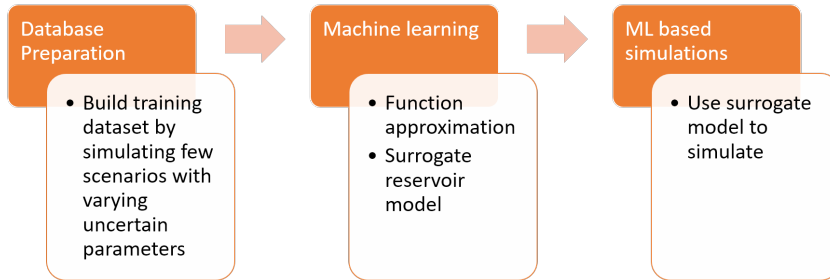 Database
Preparation
• Build training
dataset by
simulating few
scenarios with
varying
uncertain
parameters
Machine learning
• Function
approximation
• Surrogate
reservoir
model
ML based
simulations
• Use surrogate
model to
simulate